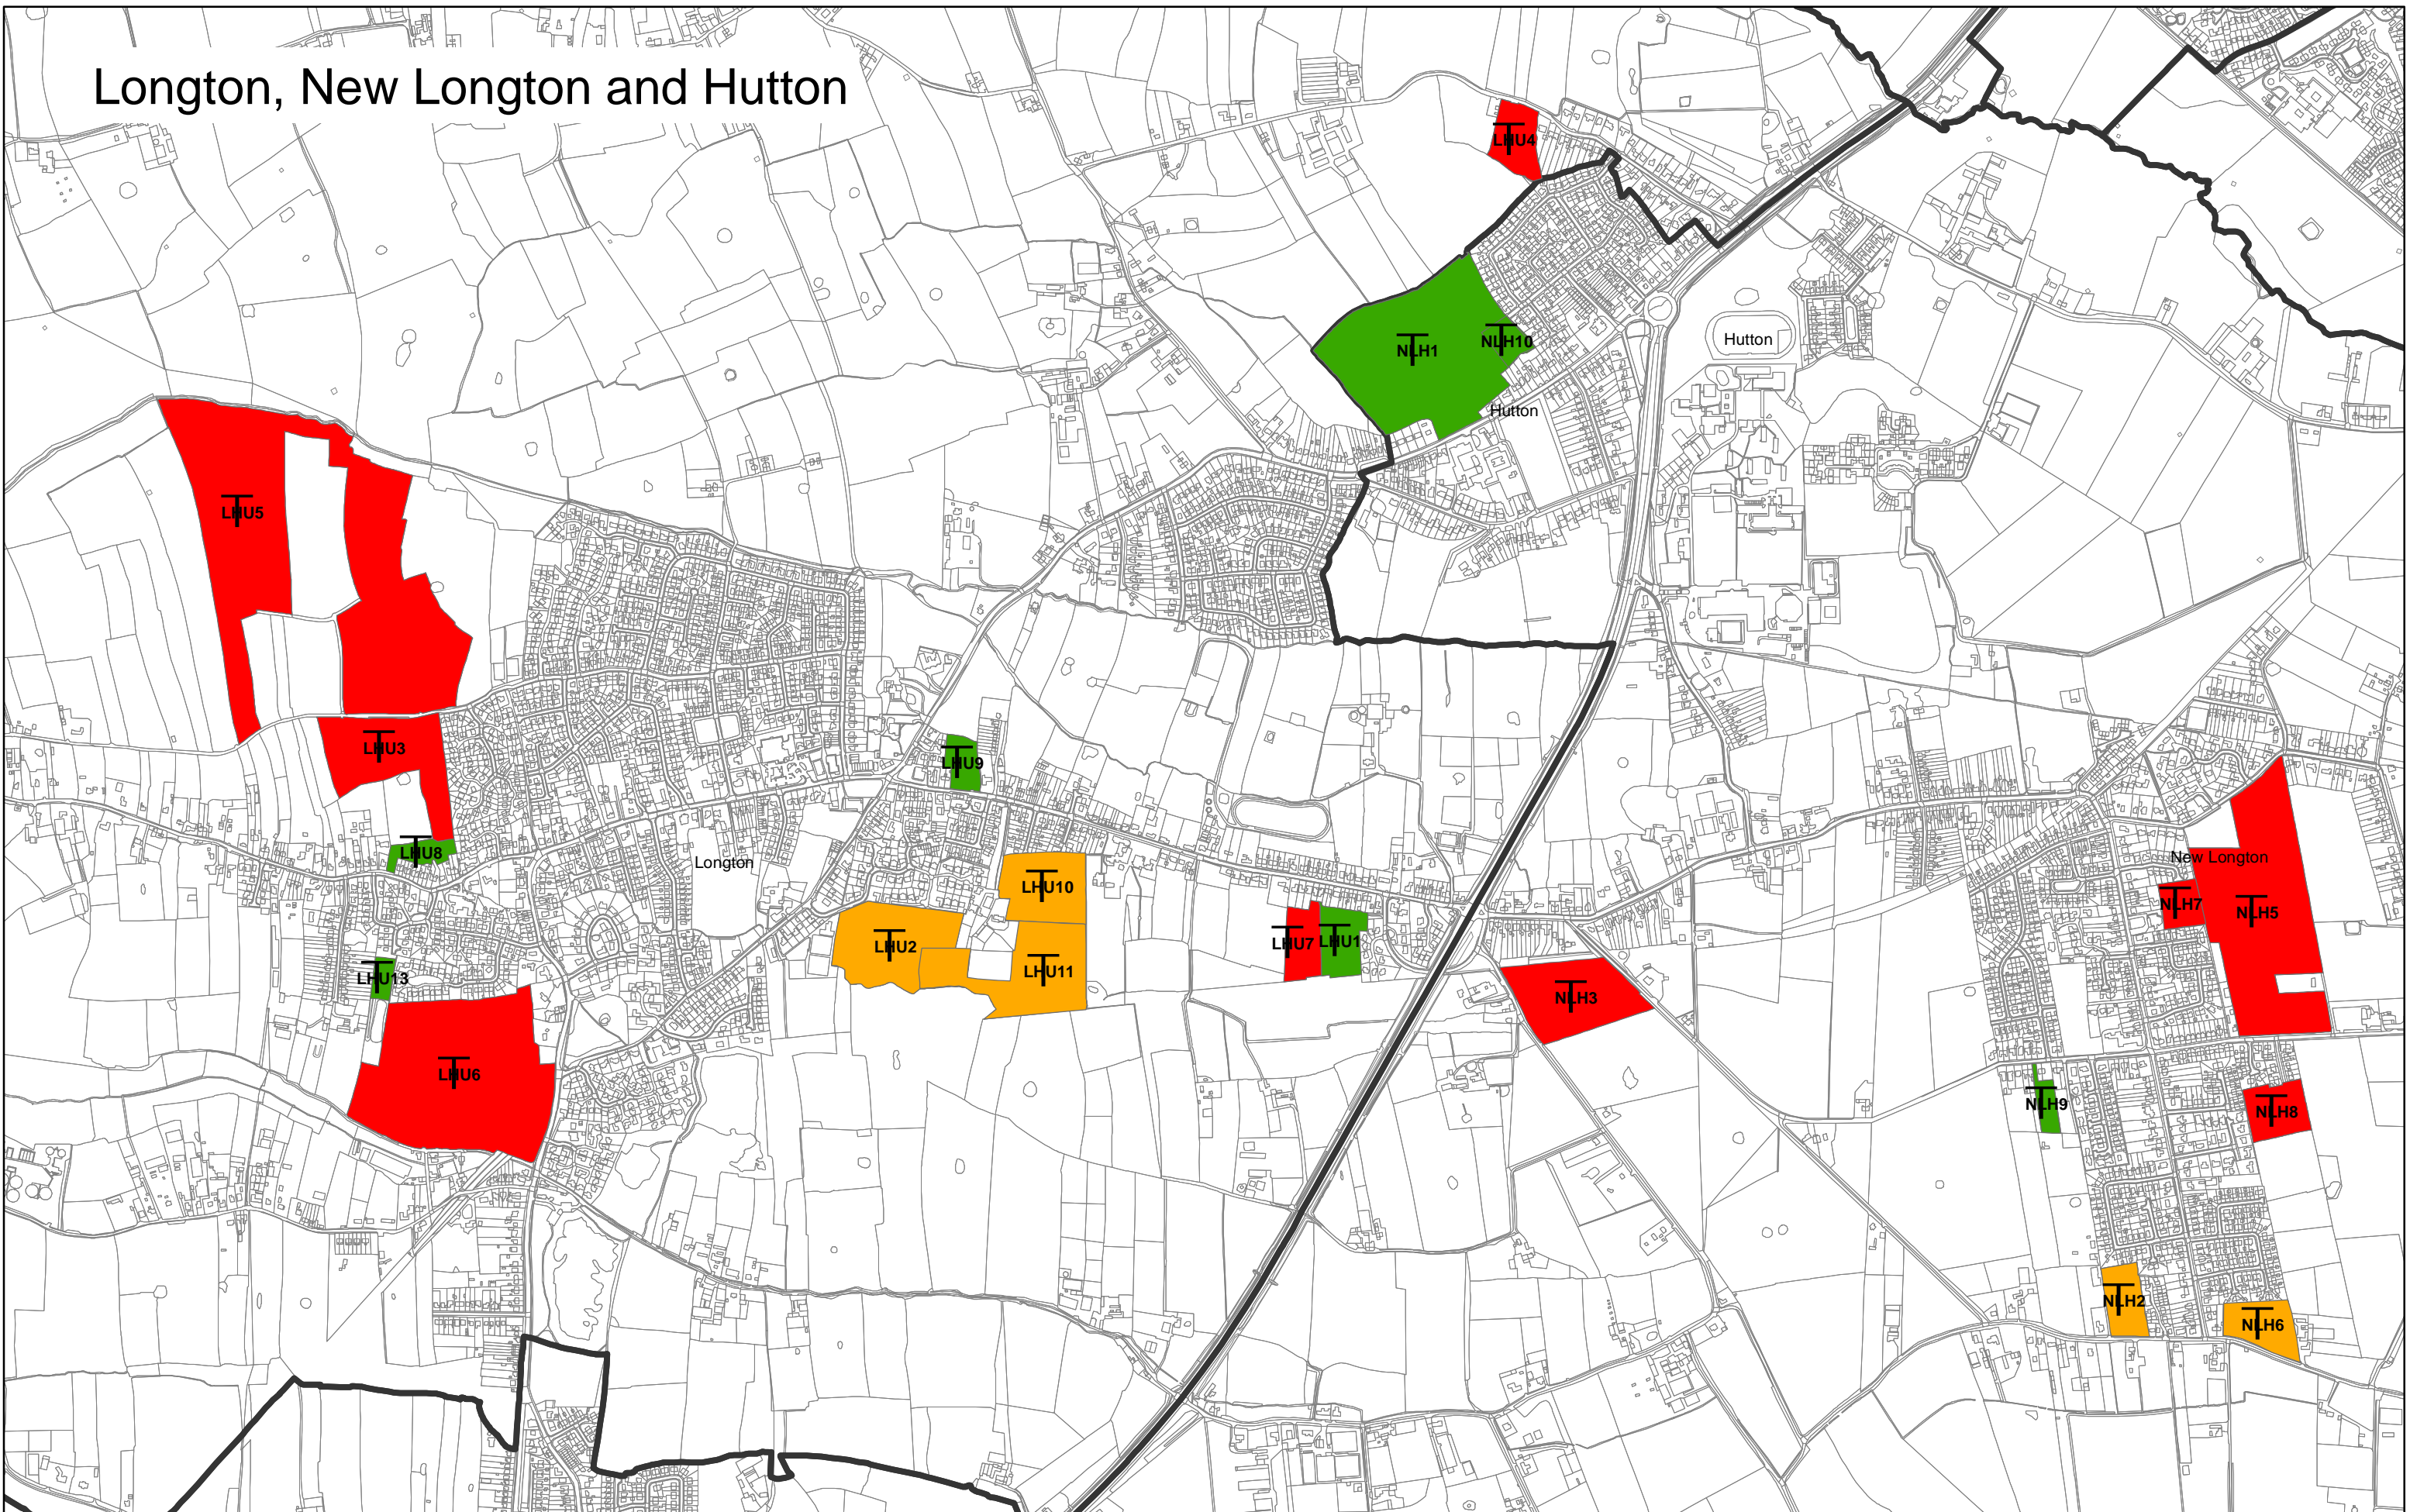 Longton, New Longton and Hutton
LHU4
Hutton
NLH10
NLH1
Hutton
LHU5
LHU3
LHU9
LHU8
New Longton
Longton
LHU10
NLH7
NLH5
LHU2
LHU7
LHU1
LHU11
LHU13
NLH3
LHU6
NLH9
NLH8
NLH2
NLH6